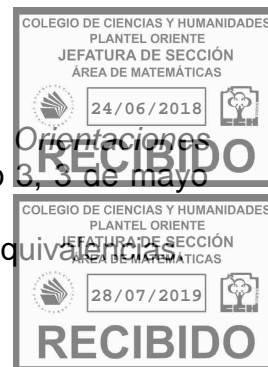 COLEGIO DE CIENCIAS Y HUMANIDADES
PLANTEL ORIENTE
JEFATURA DE SECCIÓN
ÁREA DE MATEMÁTICAS
24/06/2018
Orientaciones
RECIBIDO
3, 3 de mayo
COLEGIO DE CIENCIAS Y HUMANIDADES
PLANTEL ORIENTE
JEFATURA DE SECCIÓN
quivalencias,
ÁREA DE MATEMÁTICAS
28/07/2019
RECIBIDO